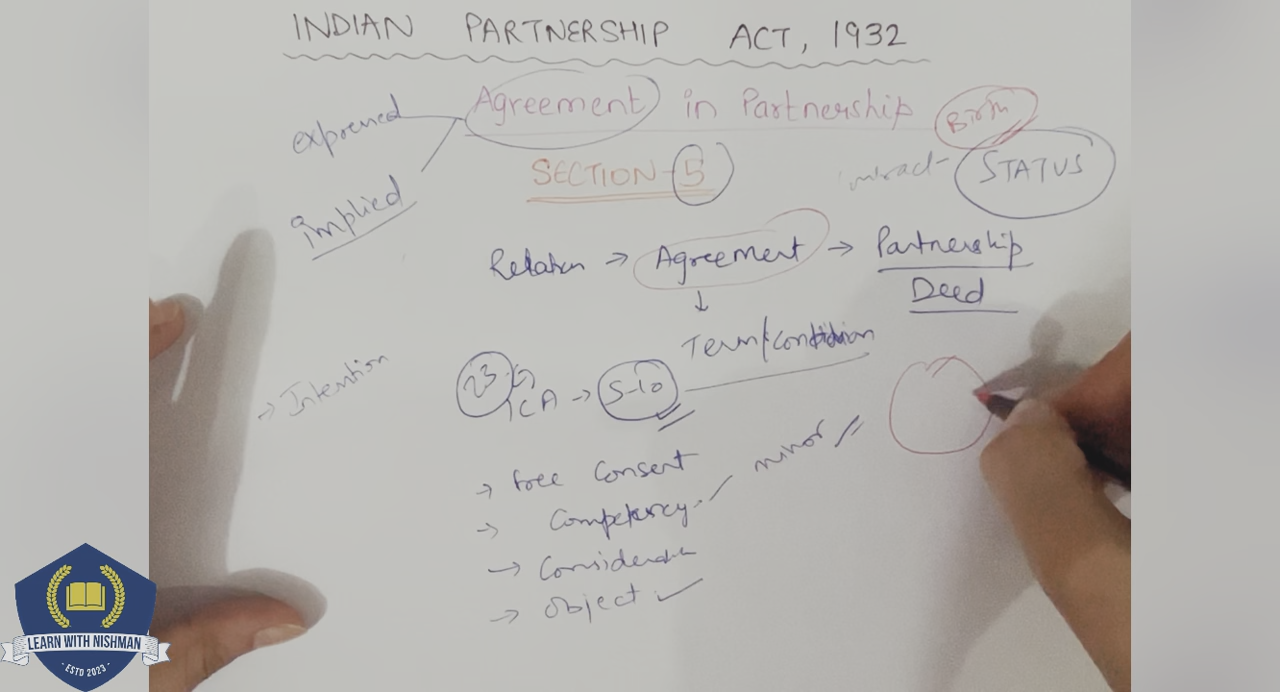 INDIAN PARTNERSHIP ACT, 1932
Agreement in Partnership
Birth
expressed
implied
SECTION-5
STATUS
Relation → Agreement → Partnership
Deed
↓
Term/condition
→ Intention
23
ICA → S-10
→ free Consent
→ Competency
minor
→ Consideration
→ Object ✓
LEARN WITH NISHMAN
- ESTD 2023 -